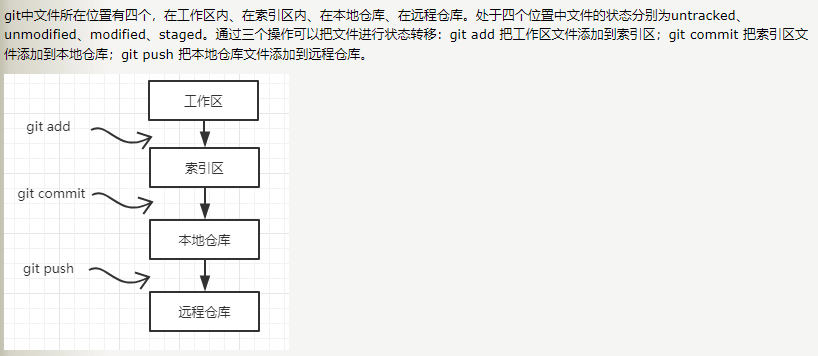 git中文件所在位置有四个，在工作区内、在索引区内、在本地仓库、在远程仓库。处于四个位置中文件的状态分别为untracked、
unmodified、modified、staged。通过三个操作可以把文件进行状态转移：git add 把工作区文件添加到索引区；git commit 把索引区文
件添加到本地仓库；git push 把本地仓库文件添加到远程仓库。
工作区
git add
索引区
git commit
本地仓库
git push
远程仓库